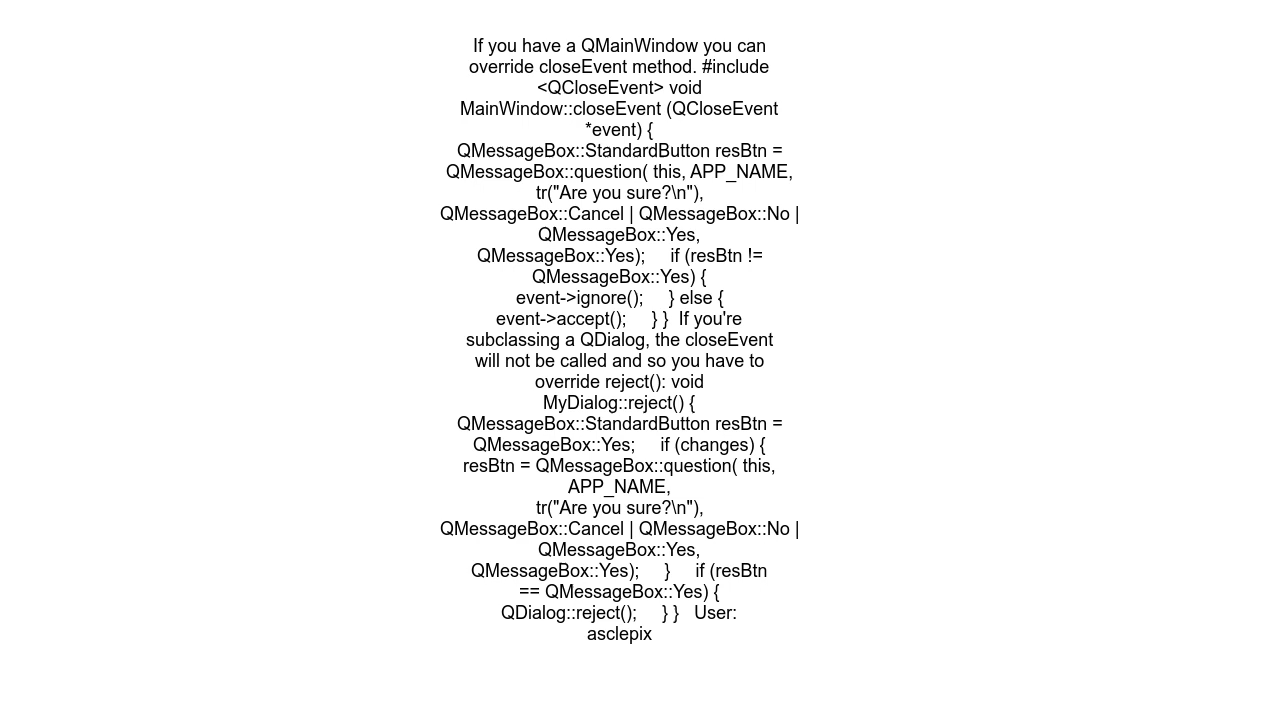 If you have a QMainWindow you can
override closeEvent method. #include
<QCloseEvent> void
MainWindow::closeEvent (QCloseEvent
*event) {
QMessageBox::StandardButton resBtn =
QMessageBox::question( this, APP_NAME,
tr("Are you sure?\n"),
QMessageBox::Cancel | QMessageBox::No |
QMessageBox::Yes,
QMessageBox::Yes);     if (resBtn !=
QMessageBox::Yes) {
event->ignore();     } else {
event->accept();     } }  If you're
subclassing a QDialog, the closeEvent
will not be called and so you have to
override reject(): void
MyDialog::reject() {
QMessageBox::StandardButton resBtn =
QMessageBox::Yes;     if (changes) {
resBtn = QMessageBox::question( this,
APP_NAME,
tr("Are you sure?\n"),
QMessageBox::Cancel | QMessageBox::No |
QMessageBox::Yes,
QMessageBox::Yes);     }     if (resBtn
== QMessageBox::Yes) {
QDialog::reject();     } }   User:
asclepix